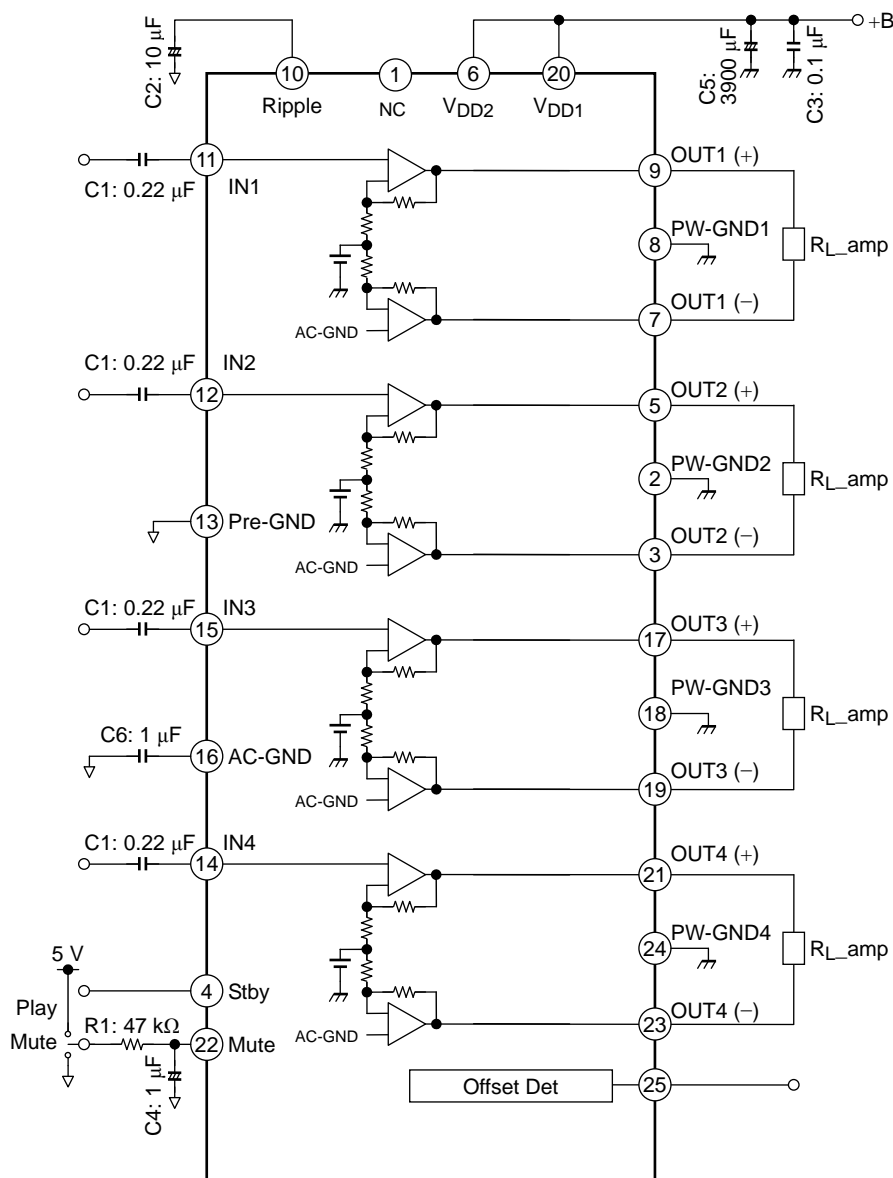 +B
C2: 10 μF
C5: 3900 μF
C3: 0.1 μF
10
1
6
20
Ripple
NC
VDD2
VDD1
11
IN1
C1: 0.22 μF
9
OUT1 (+)
8
PW-GND1
RL_amp
7
OUT1 (−)
AC-GND
C1: 0.22 μF
IN2
12
5
OUT2 (+)
2
PW-GND2
RL_amp
13
Pre-GND
3
OUT2 (−)
AC-GND
C1: 0.22 μF
IN3
15
17
OUT3 (+)
18
PW-GND3
RL_amp
C6: 1 μF
16
AC-GND
19
OUT3 (−)
AC-GND
C1: 0.22 μF
IN4
14
21
OUT4 (+)
24
PW-GND4
RL_amp
5 V
4
Stby
Play
Mute
R1: 47 kΩ
22
Mute
C4: 1 μF
23
OUT4 (−)
AC-GND
Offset Det
25